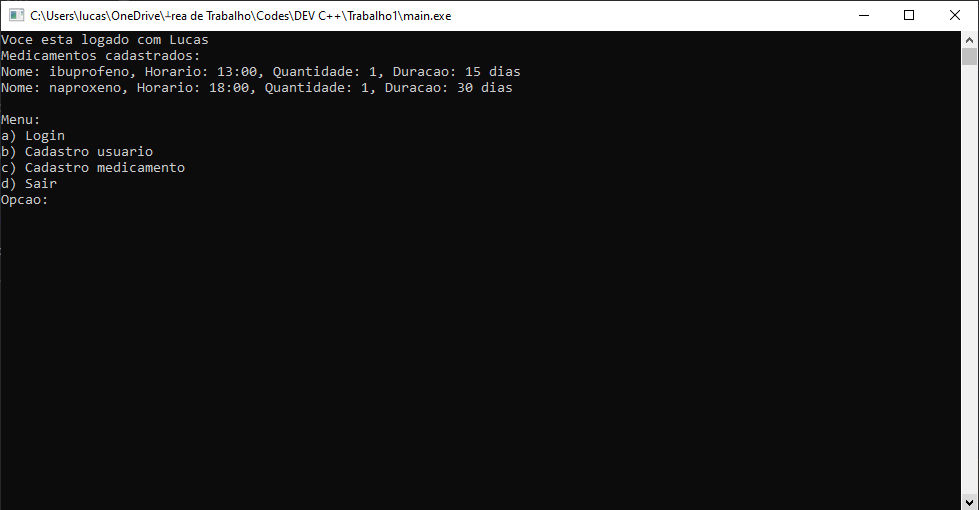 C:\Users\lucas\OneDrive\┴rea de Trabalho\Codes\DEV C++\Trabalho1\main.exe
Voce esta logado com Lucas
Medicamentos cadastrados:
Nome: ibuprofeno, Horario: 13:00, Quantidade: 1, Duracao: 15 dias
Nome: naproxeno, Horario: 18:00, Quantidade: 1, Duracao: 30 dias
Menu:
a) Login
b) Cadastro usuario
c) Cadastro medicamento
d) Sair
Opcao: